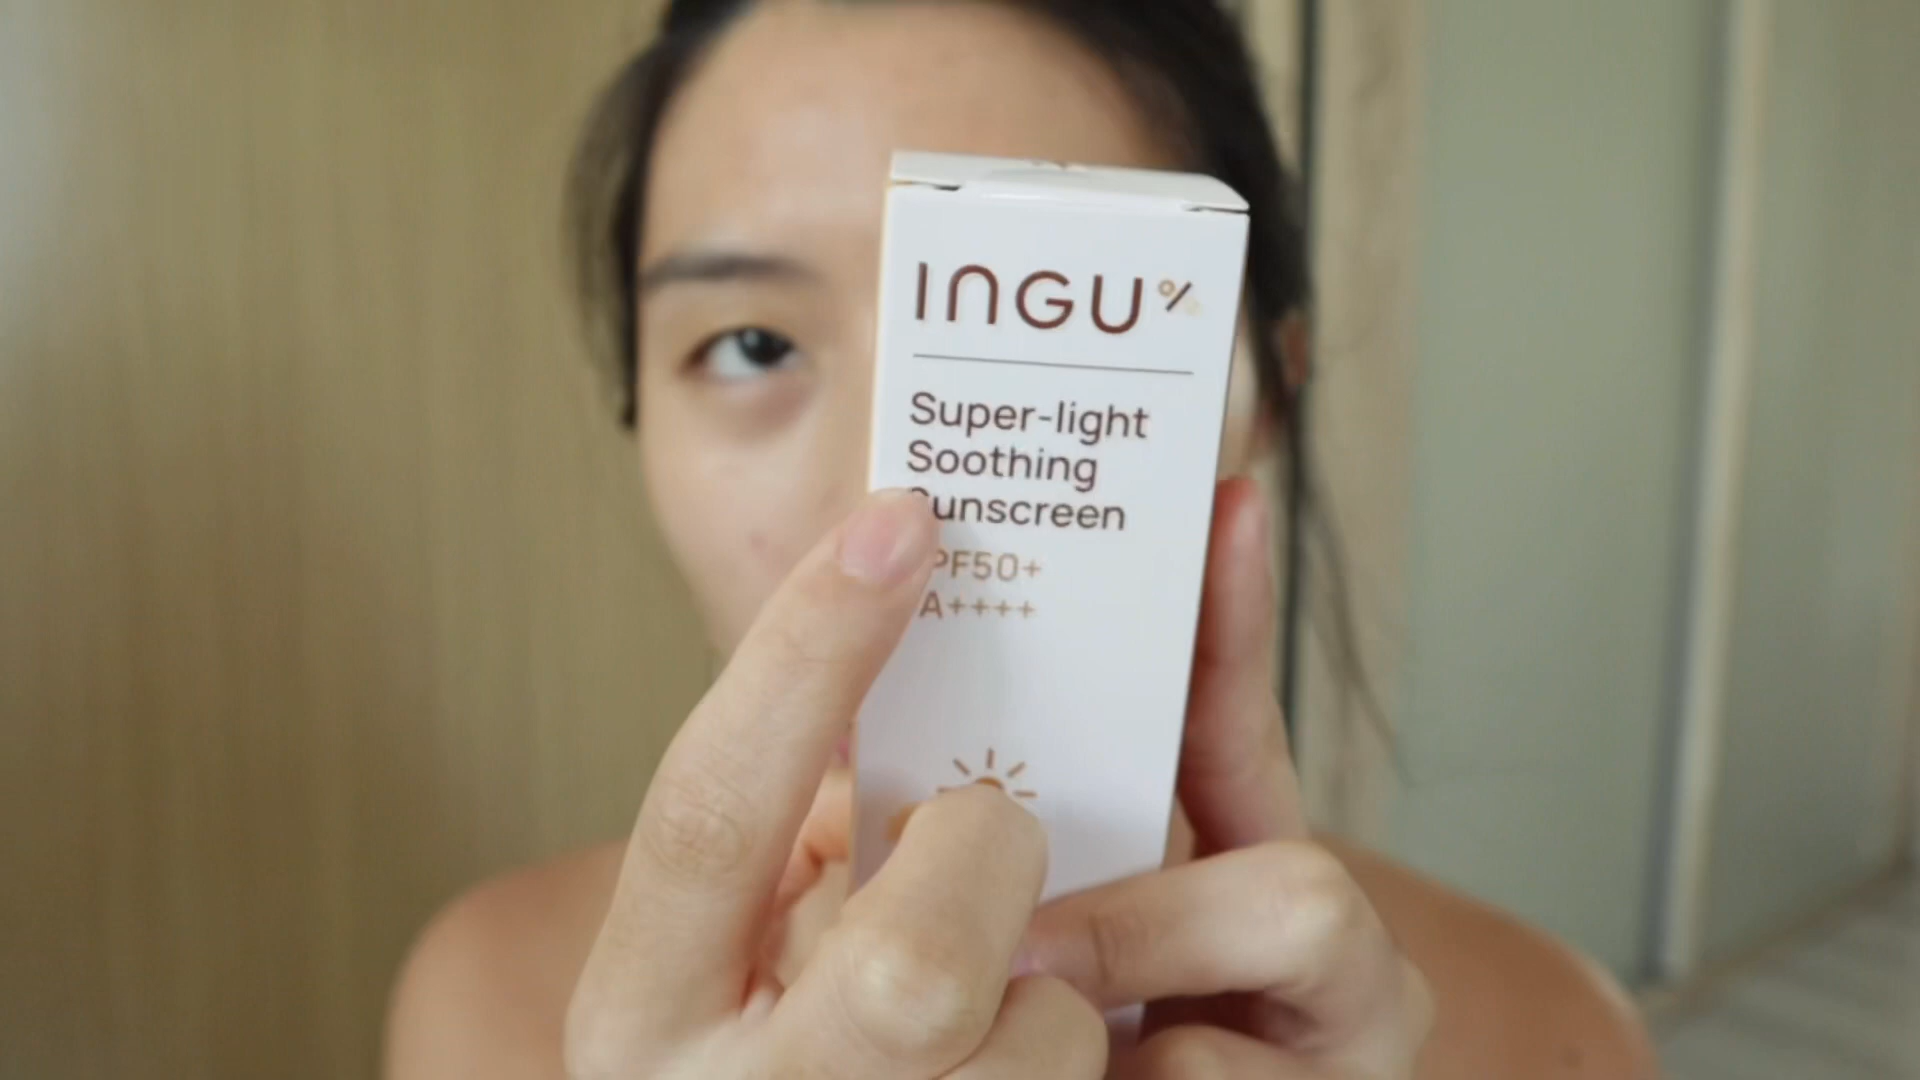 INGU%
Super-light
Soothing
Sunscreen
PF50+
A++++